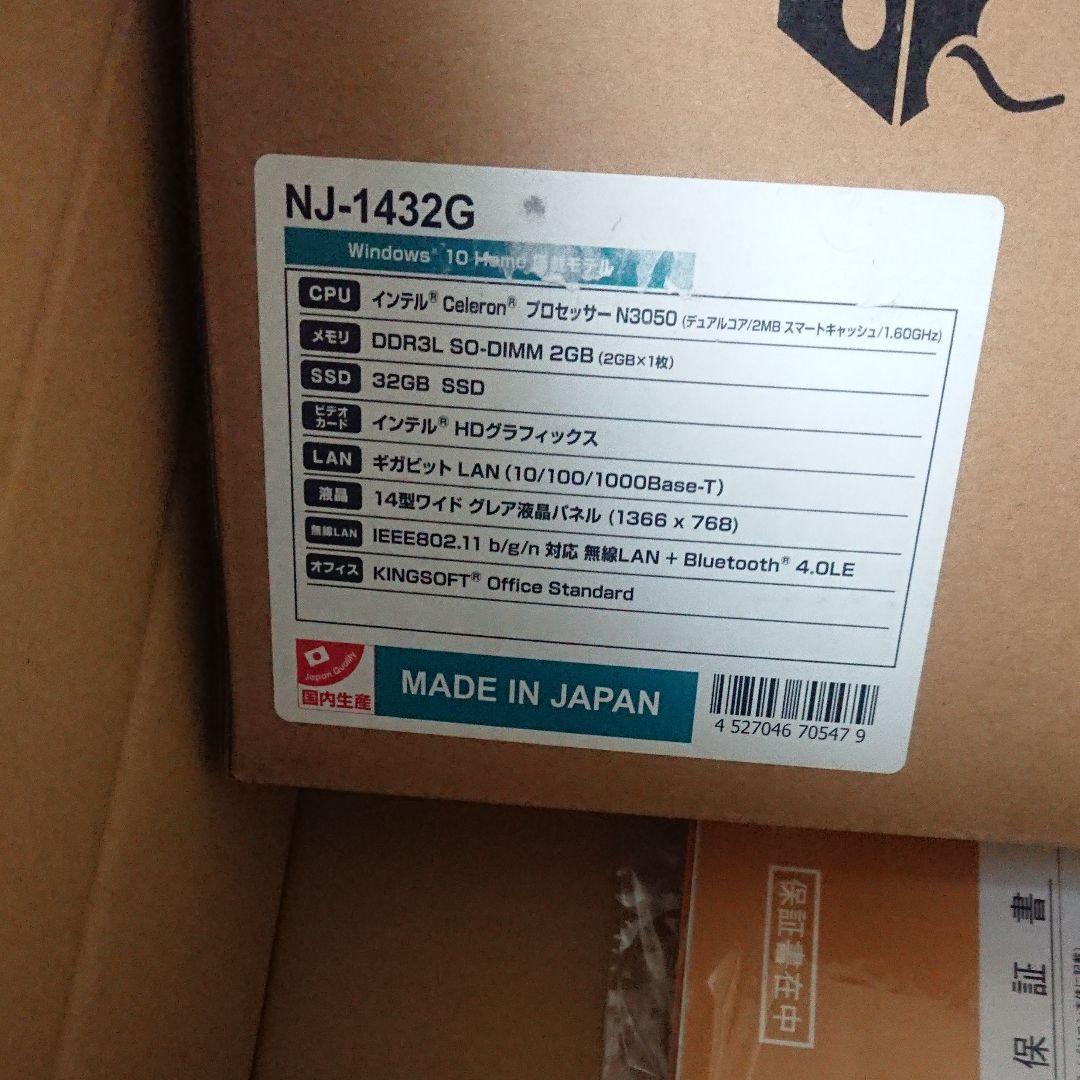 NJ-1432G
Windows® 10 Home 搭載モデル
CPU インテル® Celeron® プロセッサー N3050 (デュアルコア/2MB スマートキャッシュ/1.60GHz)
メモリ DDR3L SO-DIMM 2GB (2GB×1枚)
SSD 32GB SSD
ビデオカード インテル® HDグラフィックス
LAN ギガビット LAN (10/100/1000Base-T)
液晶 14型ワイド グレア液晶パネル (1366 x 768)
無線LAN IEEE802.11 b/g/n 対応 無線LAN + Bluetooth® 4.0LE
オフィス KINGSOFT® Office Standard
Japan Quality
国内生産
MADE IN JAPAN
4 527046 70547 9
保証書在中
保証書